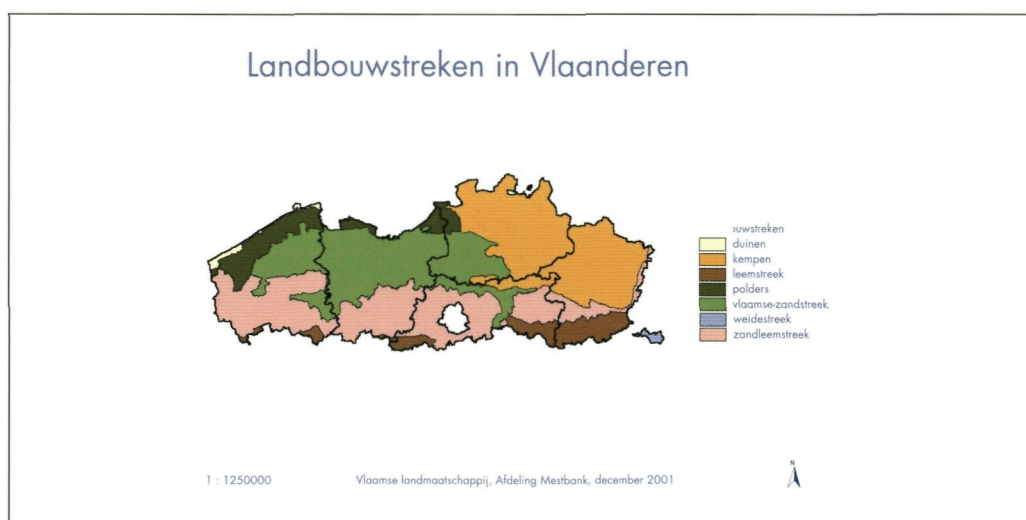 Landbouwstreken in Vlaanderen
ouwstreken
duinen
kempen
leemstreek
polders
vlaamse-zandstreek
weidestreek
zandleemstreek
N
1 : 1250000
Vlaamse landmaatschappij, Afdeling Mestbank, december 2001